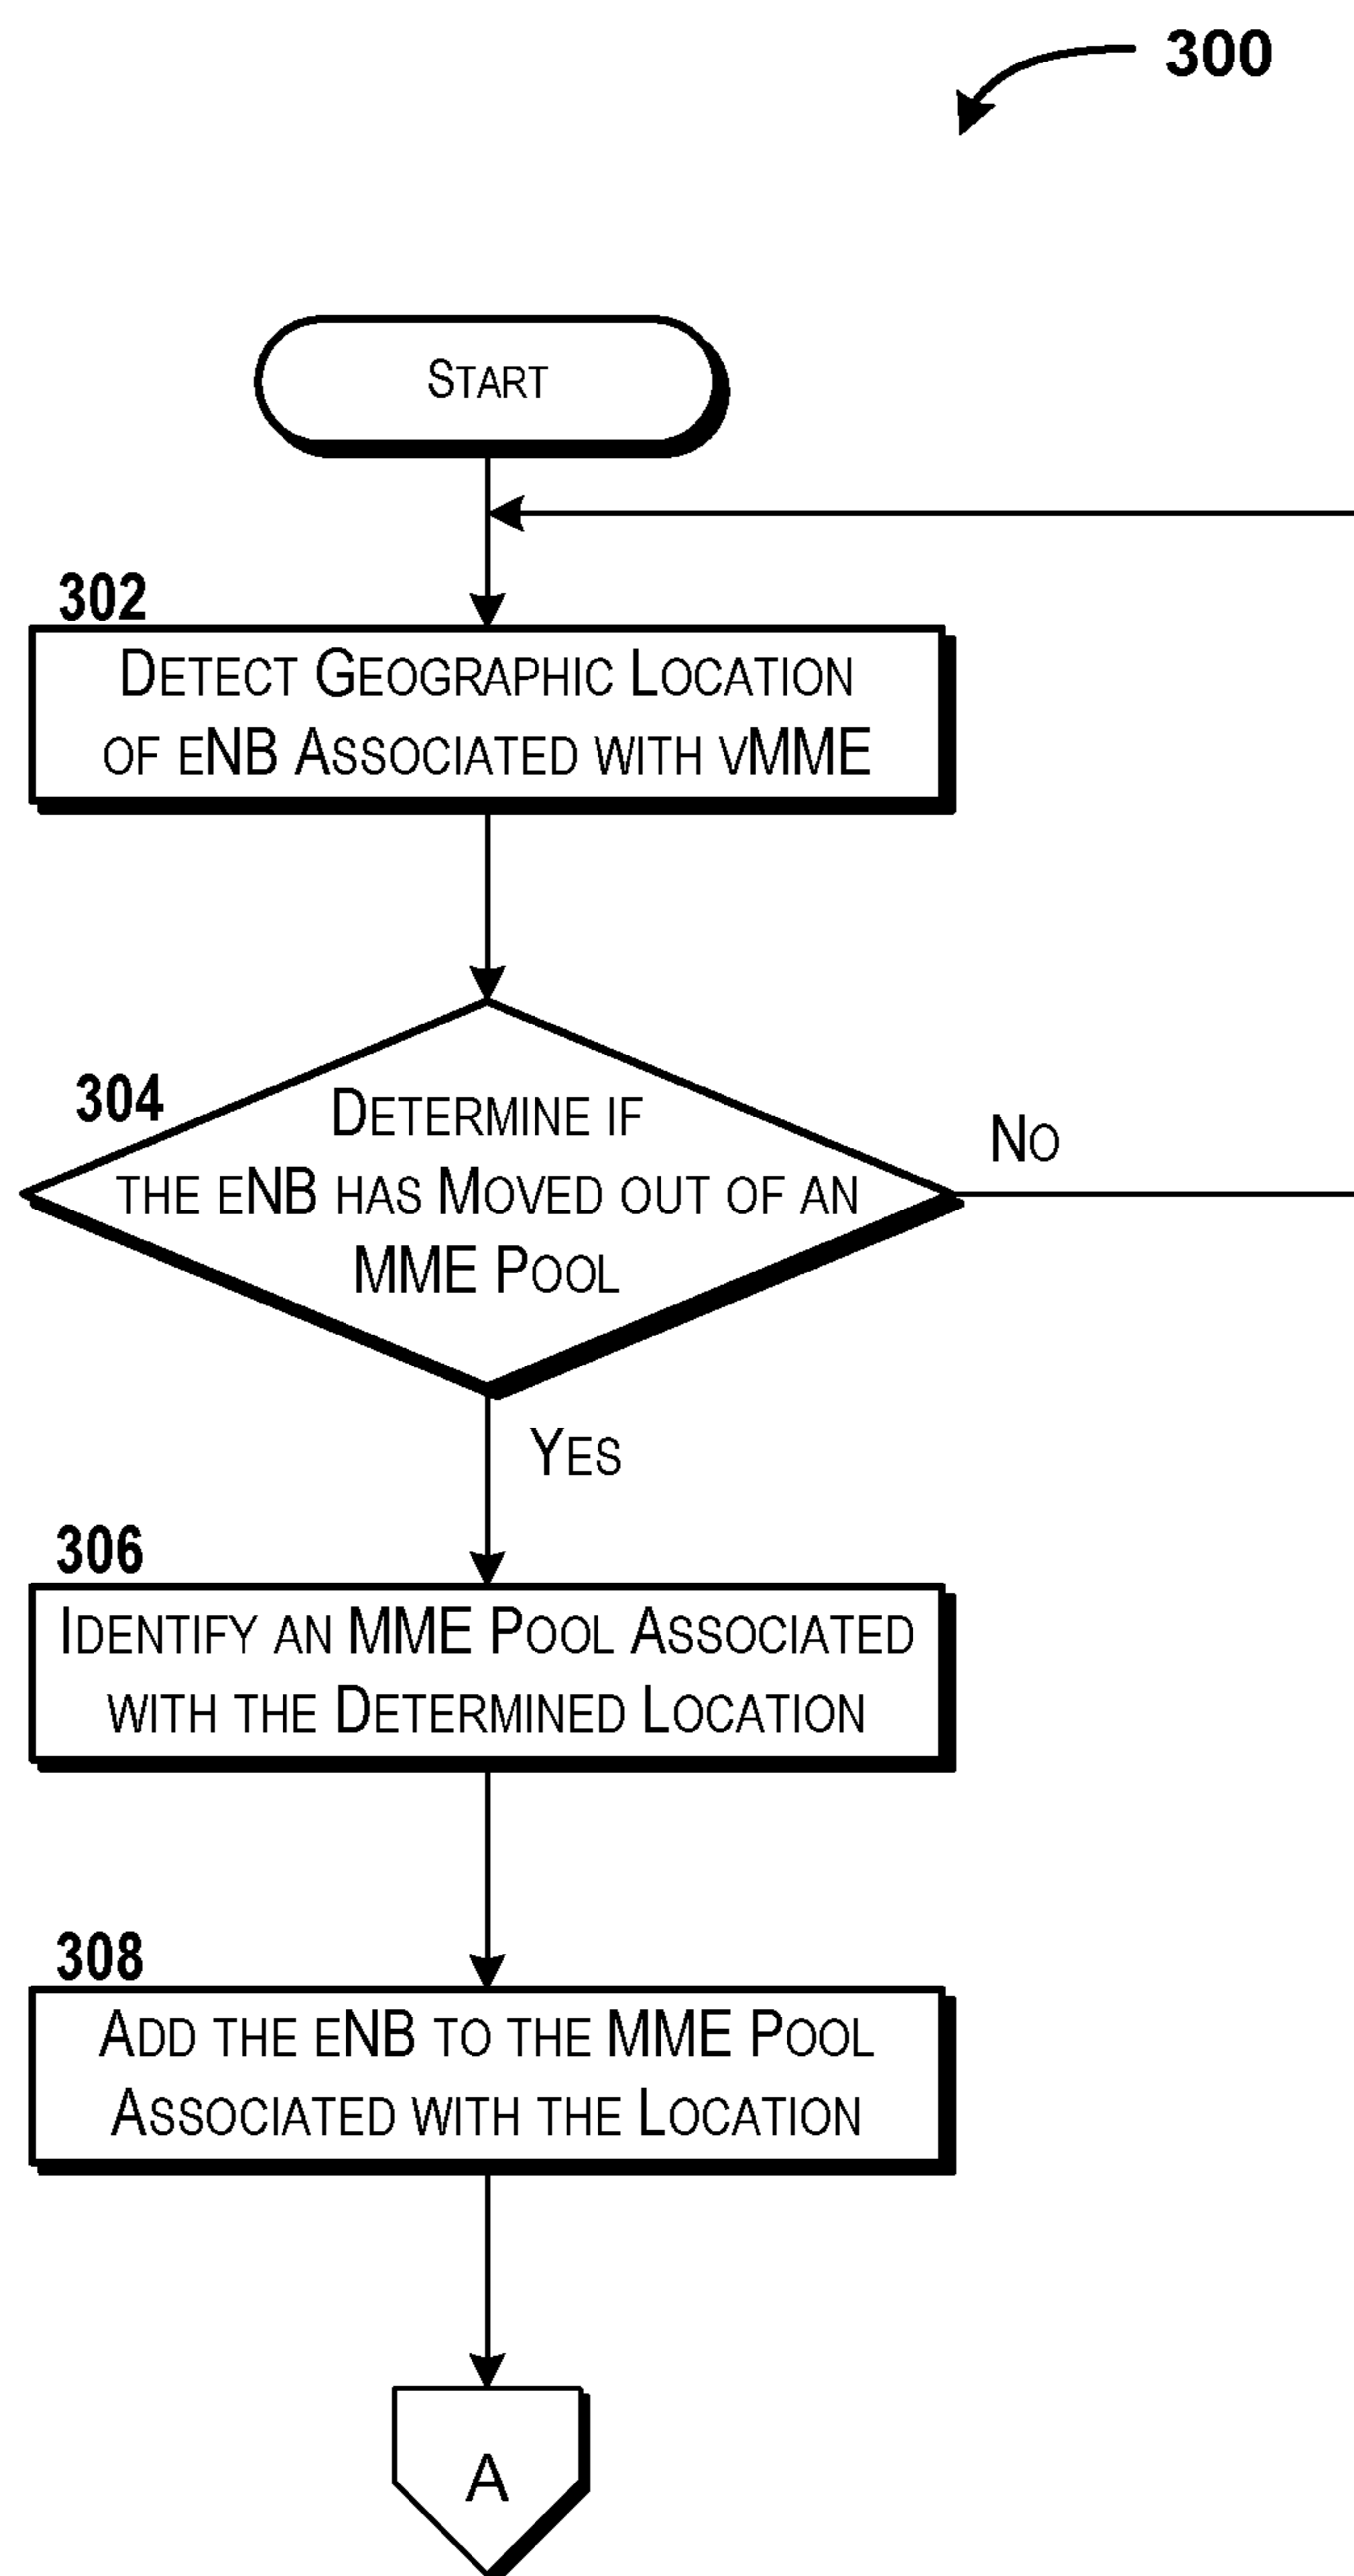 300
START
302
DETECT GEOGRAPHIC LOCATION
OF ENB ASSOCIATED WITH VMME
304
DETERMINE IF
THE ENB HAS MOVED OUT OF AN
MME POOL
NO
YES
306
IDENTIFY AN MME POOL ASSOCIATED
WITH THE DETERMINED LOCATION
308
ADD THE ENB TO THE MME POOL
ASSOCIATED WITH THE LOCATION
A